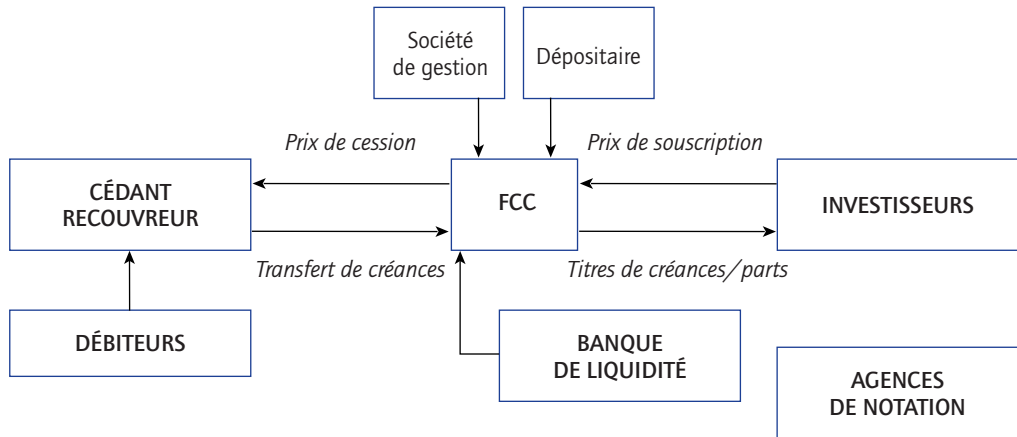 Société
de gestion
Dépositaire
Prix de cession
Prix de souscription
CÉDANT
RECOUVREUR
FCC
INVESTISSEURS
Transfert de créances
Titres de créances/parts
DÉBITEURS
BANQUE
DE LIQUIDITÉ
AGENCES
DE NOTATION